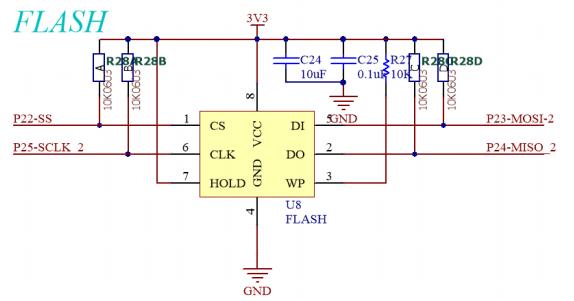 FLASH
3V3
R28A
R28B
C24
10uF
C25
0.1uF
R27
10K
R28C
R28D
A
B
C
D
10K0603
10K0603
10K0603
10K0603
GND
P22-SS
P25-SCLK_2
P23-MOSI-2
P24-MISO_2
1
6
7
8
5
2
3
4
CS
CLK
HOLD
VCC
GND
DI
DO
WP
U8
FLASH
GND